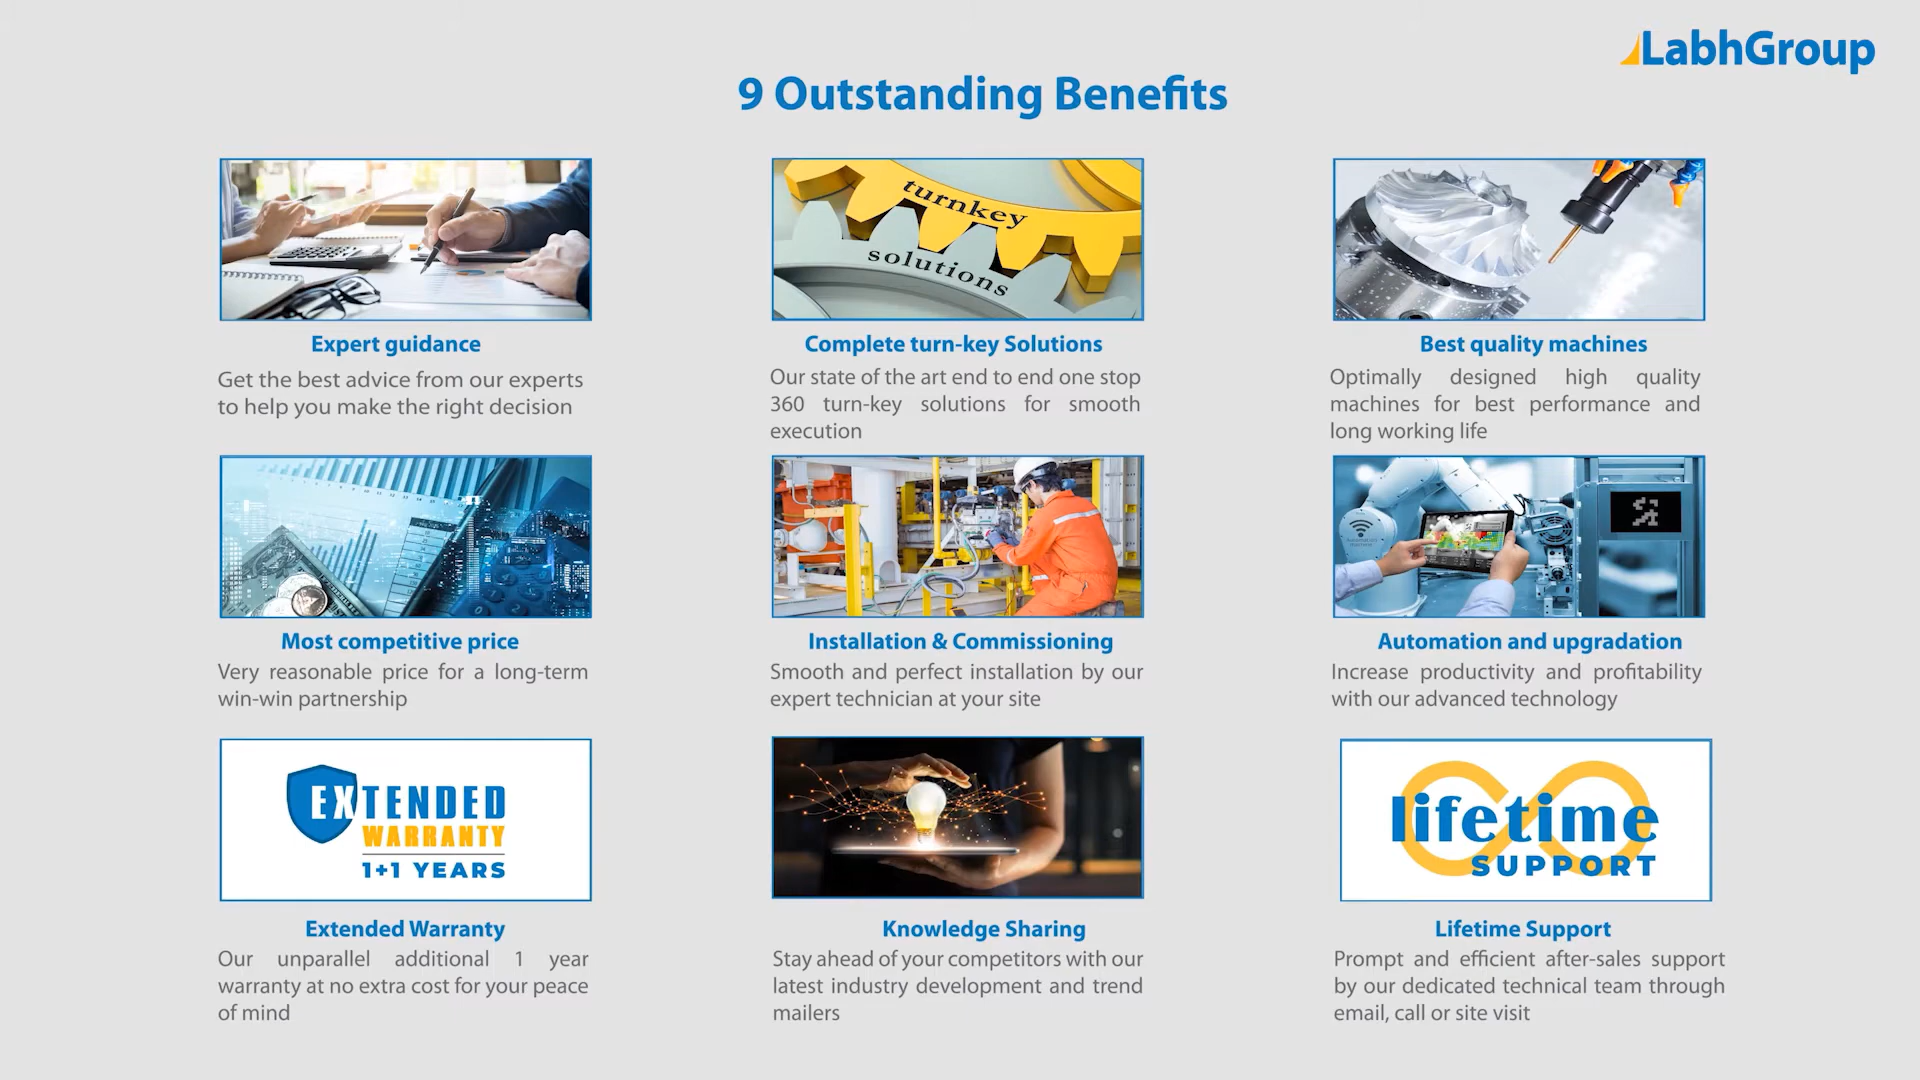 LabhGroup
9 Outstanding Benefits
turnkey
solutions
Expert guidance
Get the best advice from our experts
to help you make the right decision
Complete turn-key Solutions
Our state of the art end to end one stop
360 turn-key solutions for smooth
execution
Best quality machines
Optimally designed high quality
machines for best performance and
long working life
Most competitive price
Very reasonable price for a long-term
win-win partnership
Installation & Commissioning
Smooth and perfect installation by our
expert technician at your site
Automation and upgradation
Increase productivity and profitability
with our advanced technology
EXTENDED
WARRANTY
1+1 YEARS
Extended Warranty
Our unparallel additional 1 year
warranty at no extra cost for your peace
of mind
Knowledge Sharing
Stay ahead of your competitors with our
latest industry development and trend
mailers
lifetime
SUPPORT
Lifetime Support
Prompt and efficient after-sales support
by our dedicated technical team through
email, call or site visit